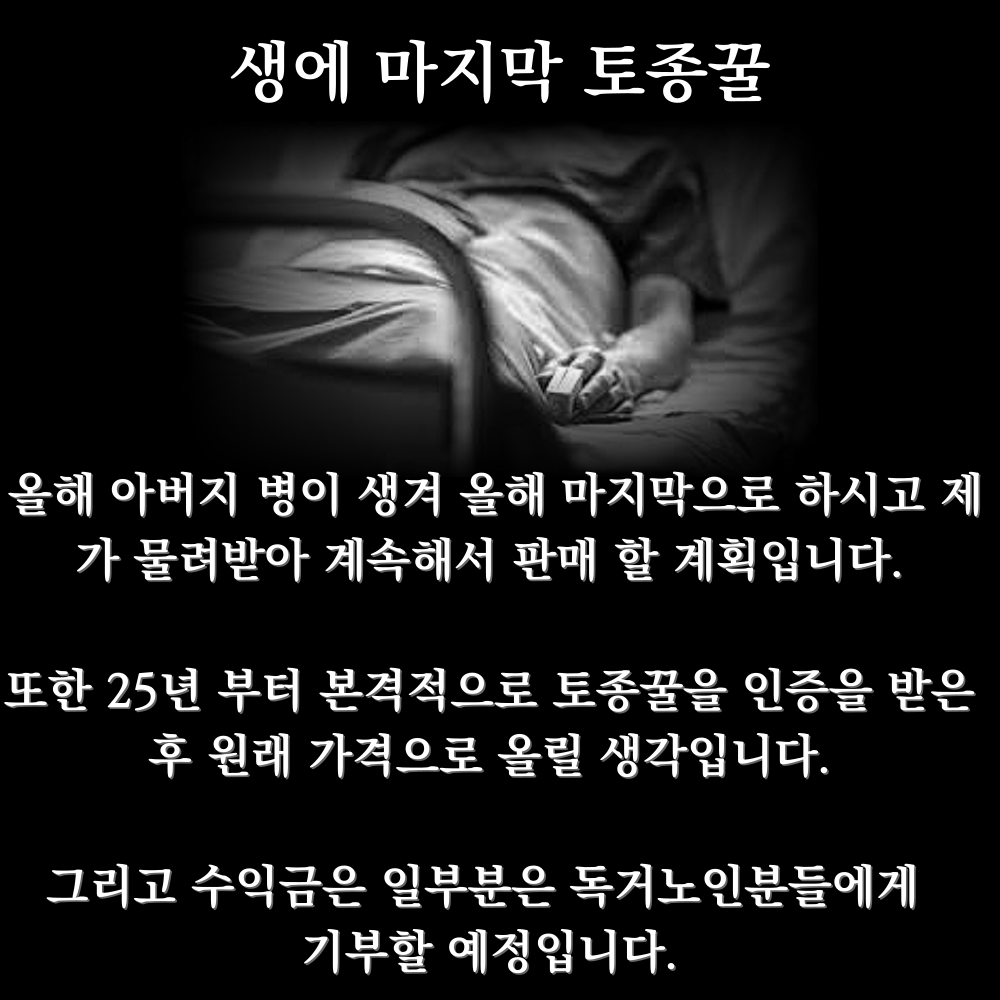 생에 마지막 토종꿀
올해 아버지 병이 생겨 올해 마지막으로 하시고 제
가 물려받아 계속해서 판매 할 계획입니다.
또한 25년 부터 본격적으로 토종꿀을 인증을 받은
후 원래 가격으로 올릴 생각입니다.
그리고 수익금은 일부분은 독거노인분들에게
기부할 예정입니다.